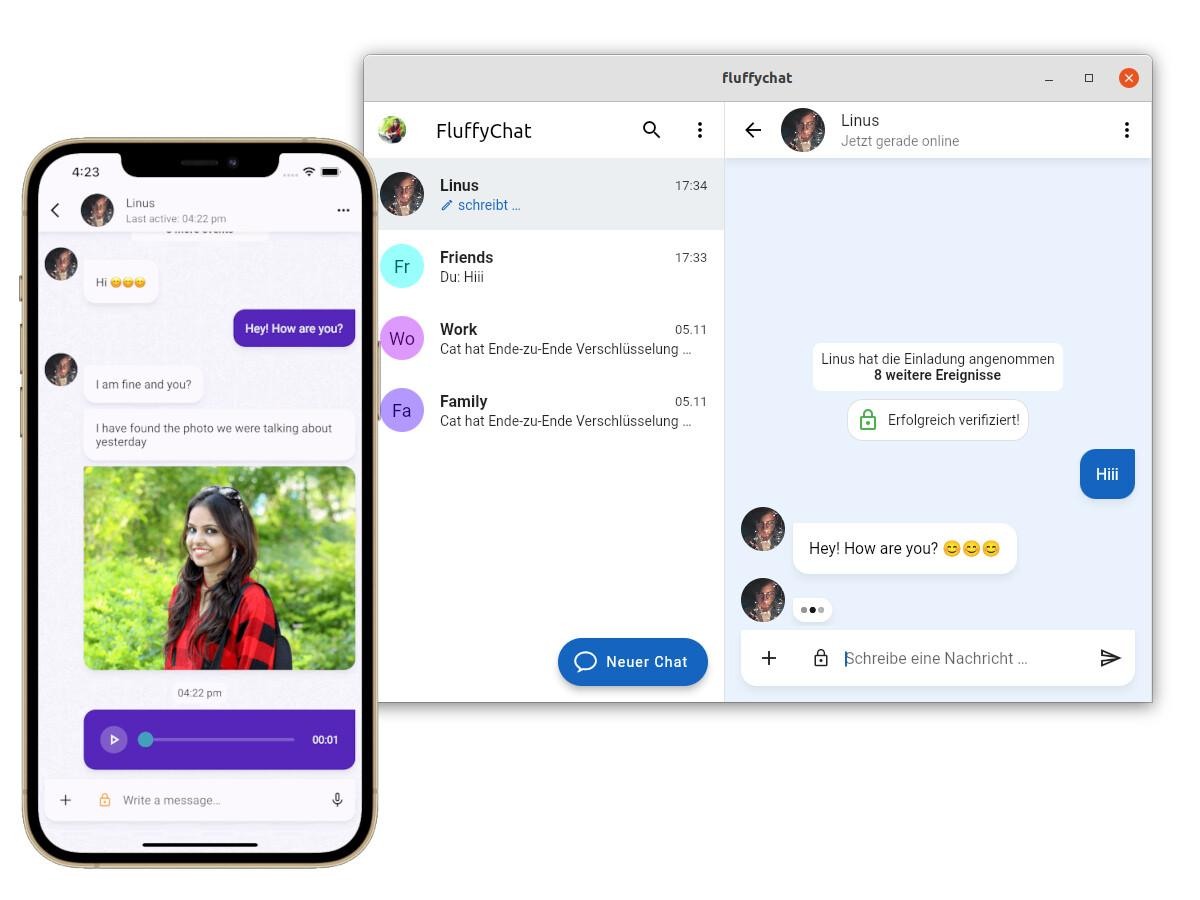 4:23
Linus
Last active: 04:22 pm
Hi 😊😊😊
Hey! How are you?
I am fine and you?
I have found the photo we were talking about
yesterday
04:22 pm
00:01
Write a message...
fluffychat
FluffyChat
Linus
17:34
schreibt ...
Friends
17:33
Du: Hiii
Work
05.11
Cat hat Ende-zu-Ende Verschlüsselung ...
Family
05.11
Cat hat Ende-zu-Ende Verschlüsselung ...
Neuer Chat
Linus
Jetzt gerade online
Linus hat die Einladung angenommen
8 weitere Ereignisse
Erfolgreich verifiziert!
Hiii
Hey! How are you? 😊😊😊
Schreibe eine Nachricht ...
Fr
Wo
Fa